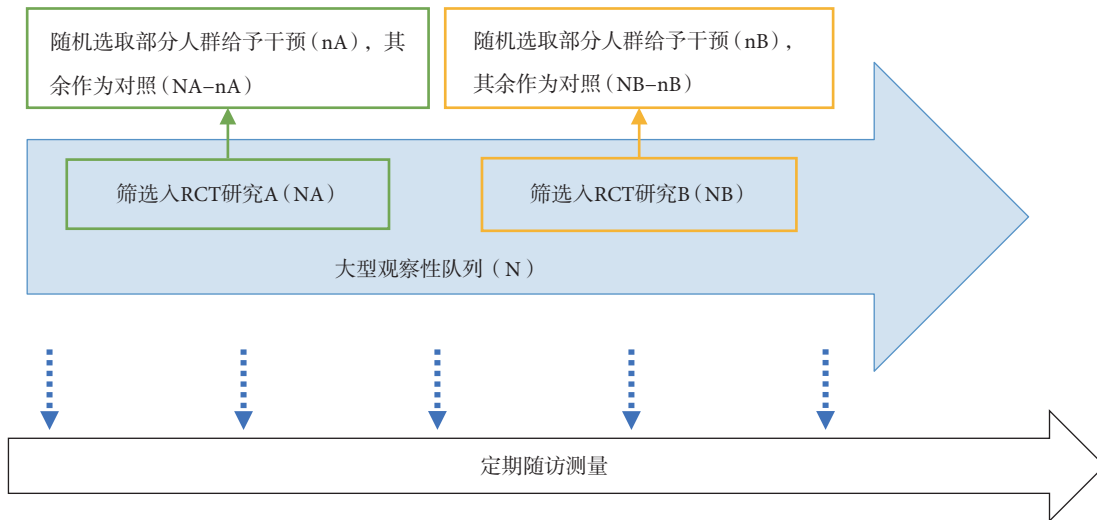 随机选取部分人群给予干预（nA），其
余作为对照（NA–nA）
随机选取部分人群给予干预（nB），
其余作为对照（NB–nB）
筛选入RCT研究A（NA）
筛选入RCT研究B（NB）
大型观察性队列（N）
定期随访测量